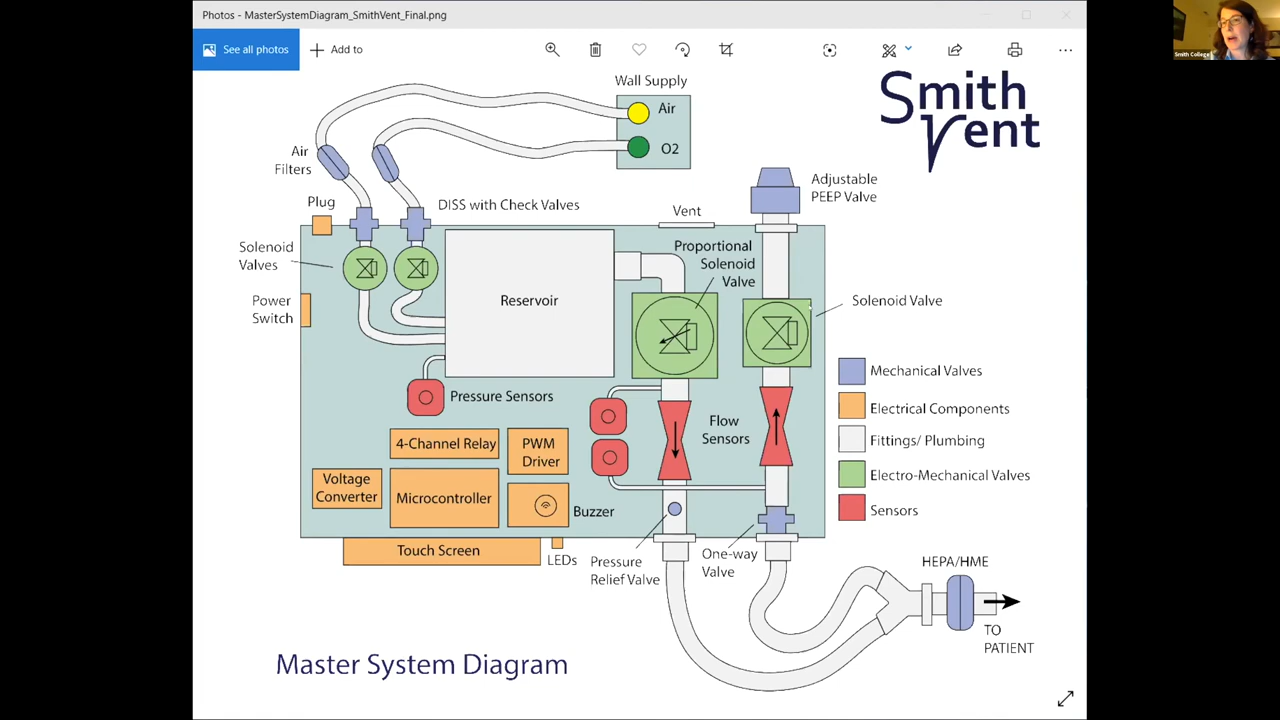 Photos - MasterSystemDiagram_SmithVent_Final.png
See all photos
Add to
Smith College
Smith
Vent
Wall Supply
Air
O2
Air
Filters
Plug
DISS with Check Valves
Vent
Adjustable
PEEP Valve
Solenoid
Valves
Proportional
Solenoid
Valve
Power
Switch
Reservoir
Solenoid Valve
Pressure Sensors
Flow
Sensors
Mechanical Valves
Electrical Components
Fittings/ Plumbing
Electro-Mechanical Valves
Sensors
4-Channel Relay
PWM
Driver
Voltage
Converter
Microcontroller
Buzzer
Touch Screen
LEDs
Pressure
Relief Valve
One-way
Valve
HEPA/HME
TO
PATIENT
Master System Diagram